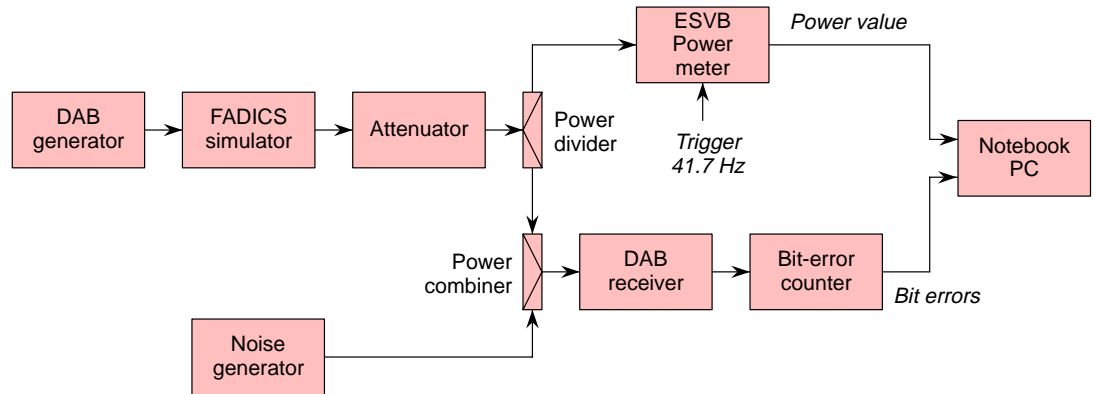 ESVB
Power
meter
Power value
DAB
generator
FADICS
simulator
Attenuator
Power
divider
Trigger
41.7 Hz
Notebook
PC
Power
combiner
DAB
receiver
Bit-error
counter
Bit errors
Noise
generator